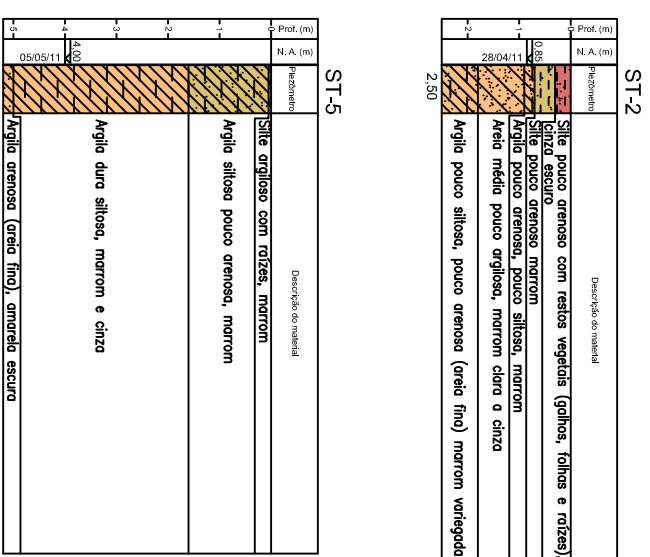 ST-2
Prof. (m)
N. A. (m)
Piezômetro
Descrição do material
0
1
2
0,85
28/04/11
Silte pouco arenoso com restos vegetais (galhos, folhas e raízes),
cinza escuro
Silte pouco arenoso marrom
Argila pouco arenosa, pouco siltosa, marrom
Areia média pouco argilosa, marrom clara a cinza
Argila pouco siltosa, pouco arenosa (areia fina) marrom variegada
2,50
ST-5
Prof. (m)
N. A. (m)
Piezômetro
Descrição do material
0
1
2
3
4
5
4,00
05/05/11
Silte argiloso com raízes, marrom
Argila siltosa pouco arenosa, marrom
Argila dura siltosa, marrom e cinza
Argila arenosa (areia fina), amarela escura